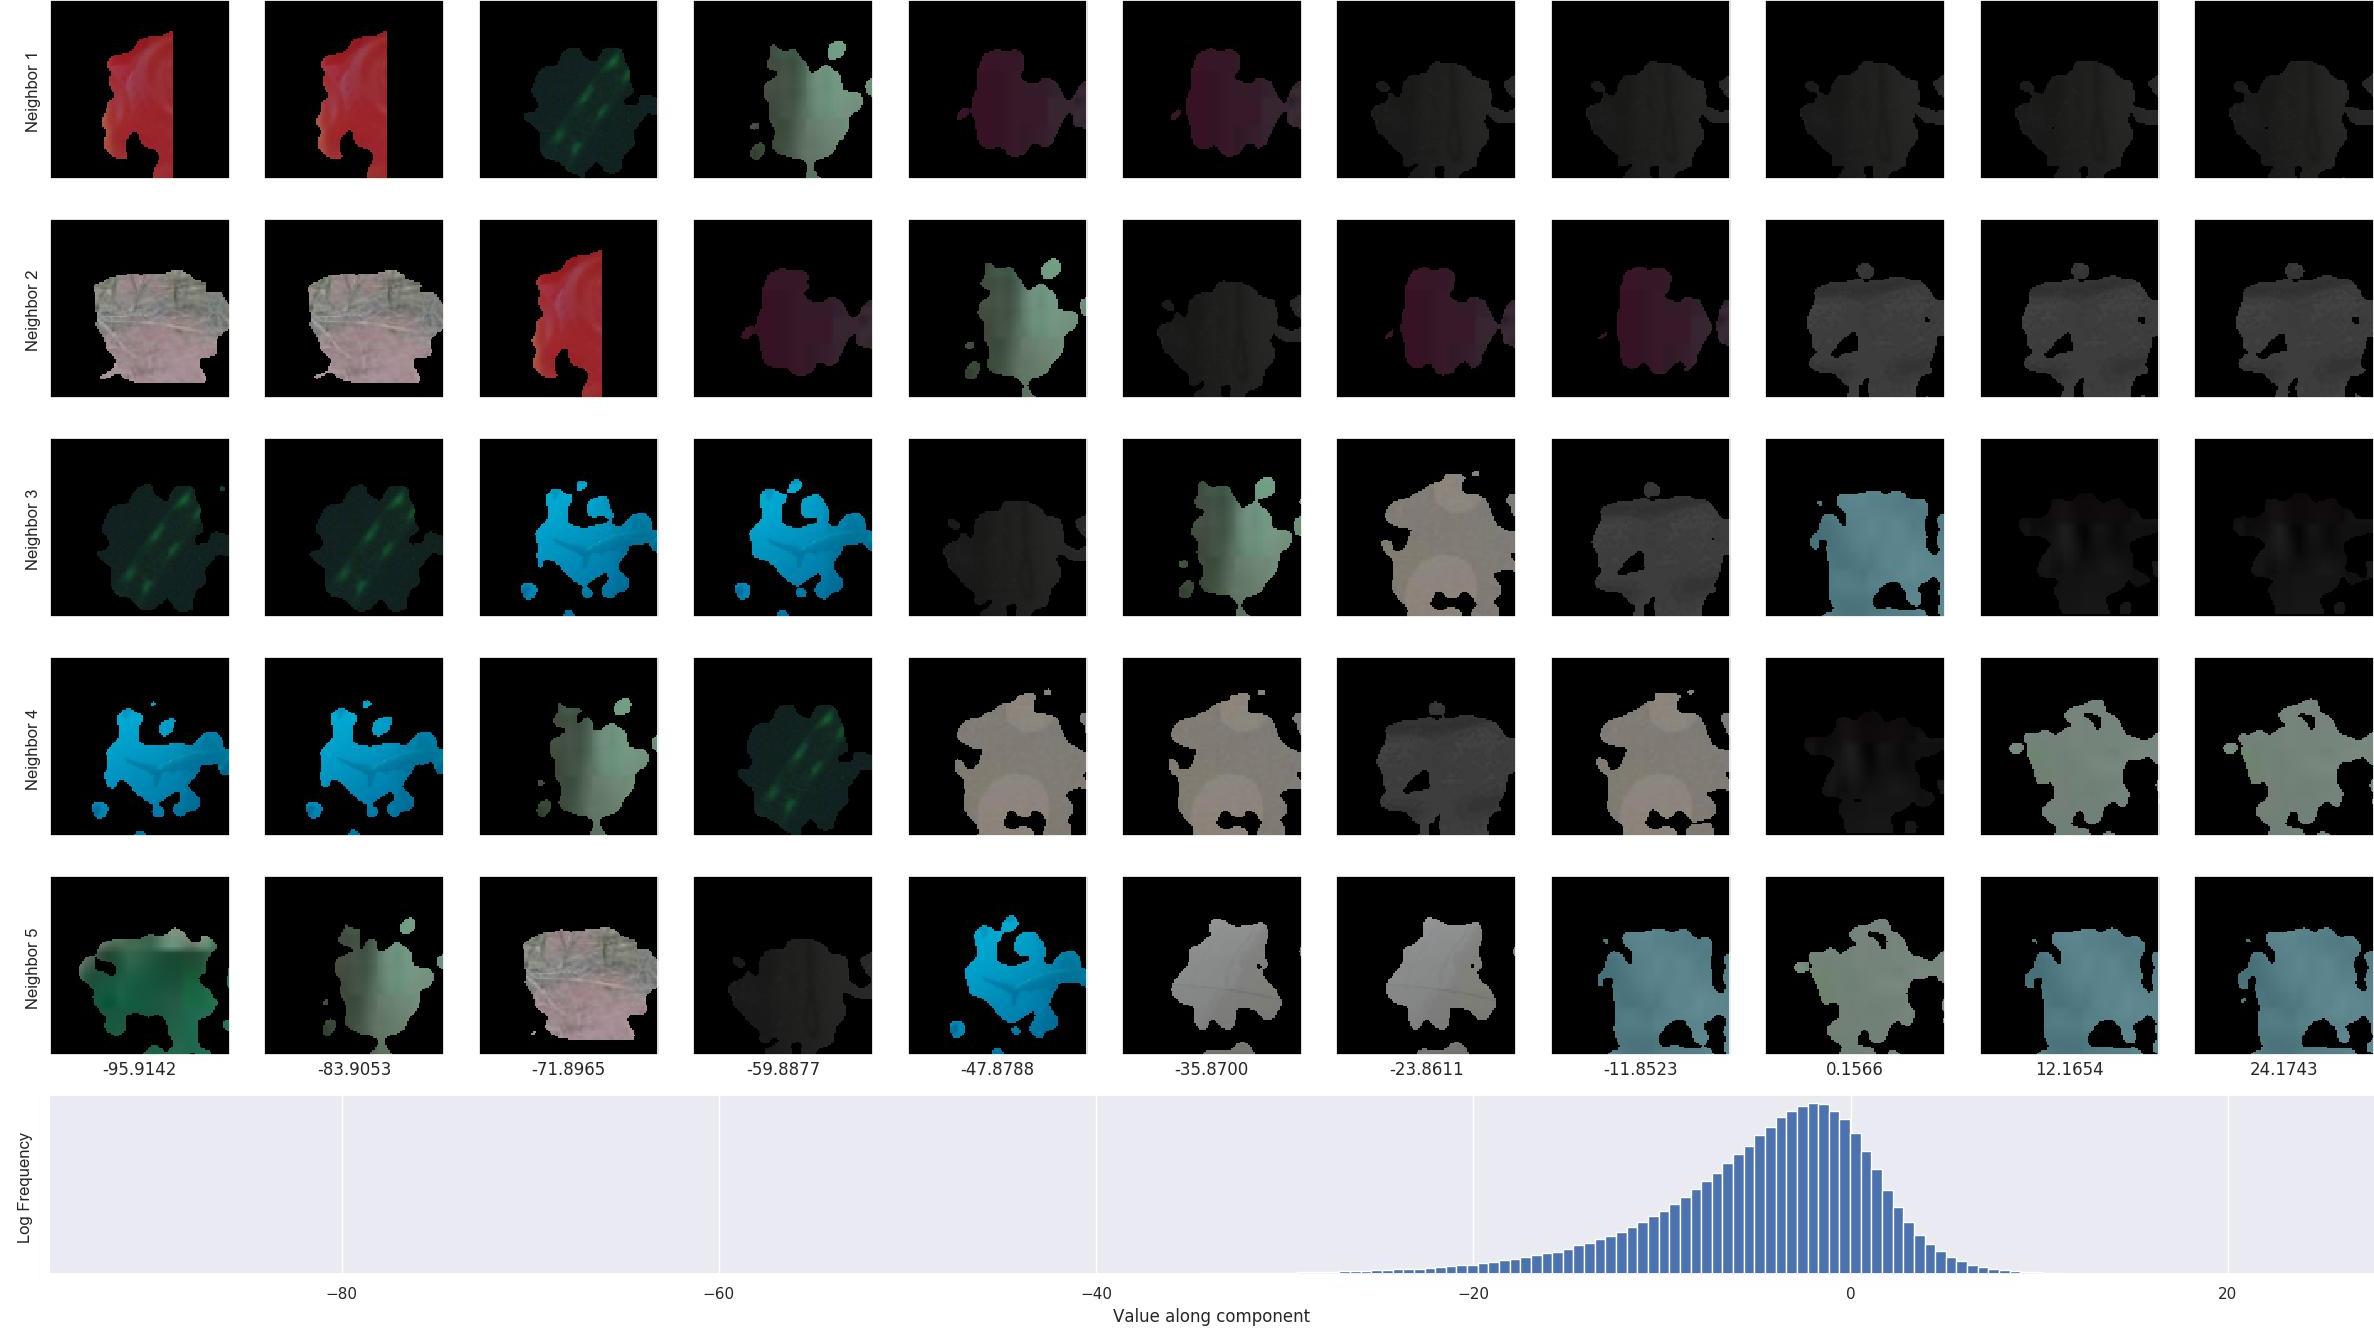 Neighbor 1
Neighbor 2
Neighbor 3
Neighbor 4
Neighbor 5
-95.9142 -83.9053 -71.8965 -59.8877 -47.8788 -35.8700 -23.8611 -11.8523 0.1566 12.1654 24.1743
Log Frequency
−80 −60 −40 −20 0 20
Value along component